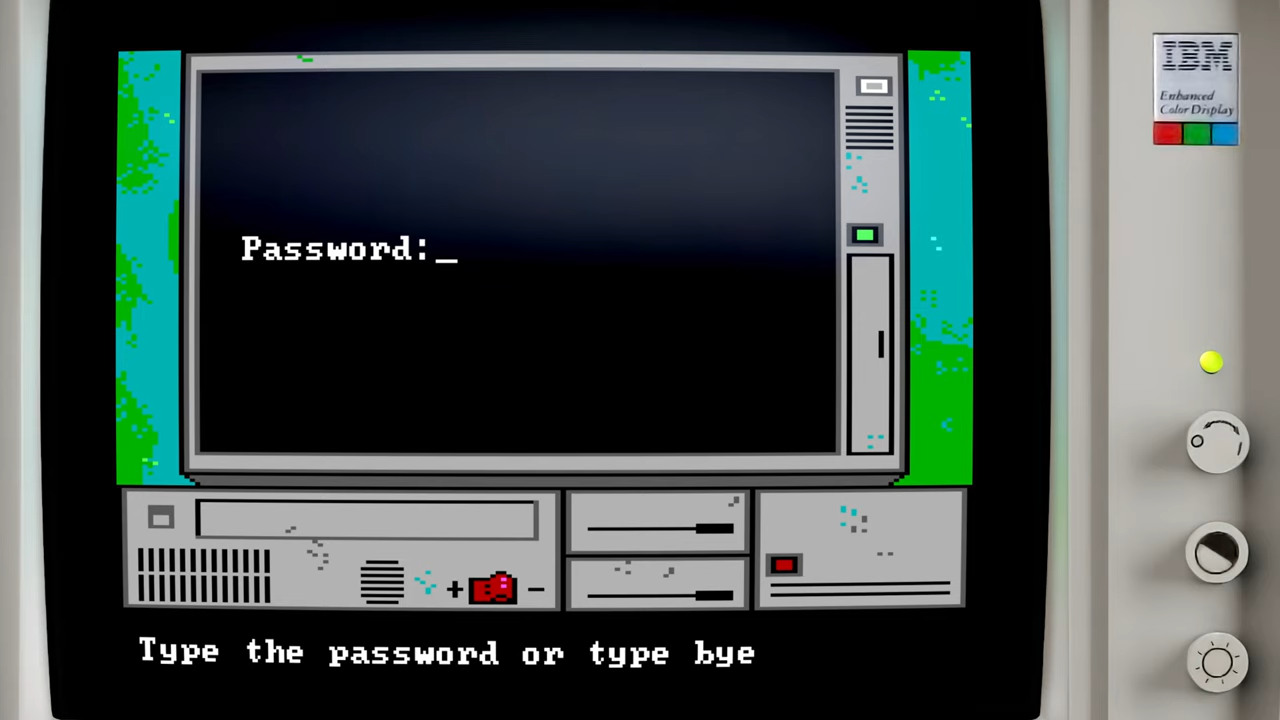 IBM
Enhanced
Color Display
Password:_
+ -
Type the password or type bye